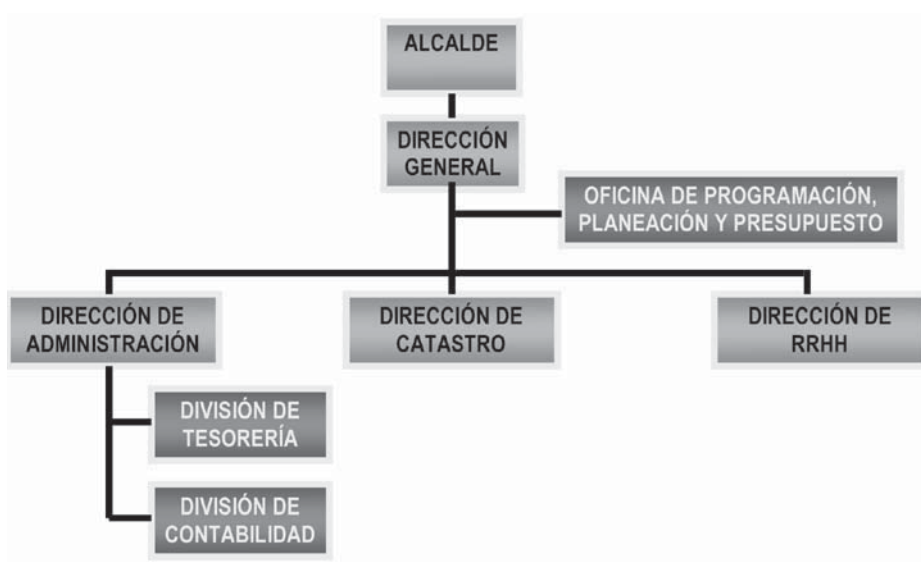 ALCALDE
DIRECCIÓN
GENERAL
OFICINA DE PROGRAMACIÓN,
PLANEACIÓN Y PRESUPUESTO
DIRECCIÓN DE
ADMINISTRACIÓN
DIRECCIÓN DE
CATASTRO
DIRECCIÓN DE
RRHH
DIVISIÓN DE
TESORERÍA
DIVISIÓN DE
CONTABILIDAD